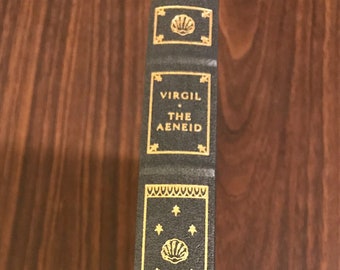 VIRGIL
•
THE
AENEID